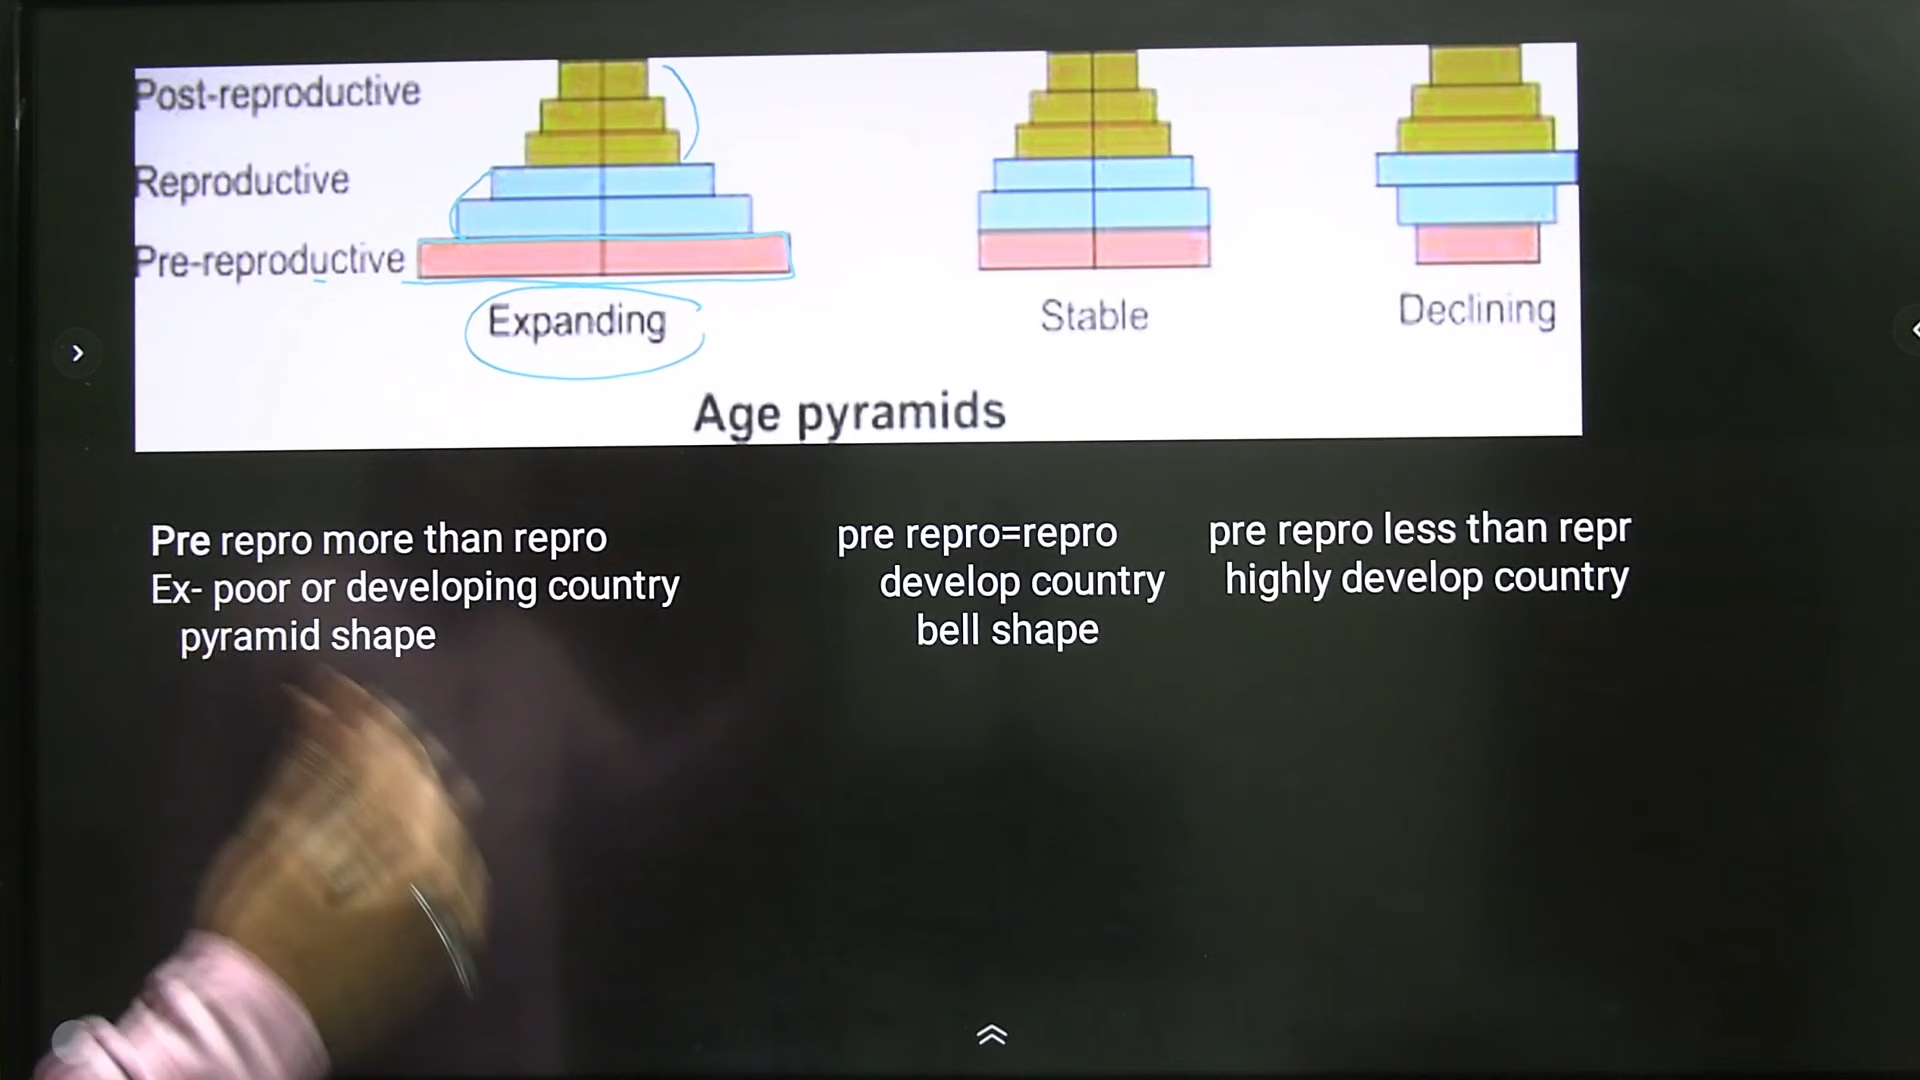 Post-reproductive
Reproductive
Pre-reproductive
Expanding
Stable
Declining
Age pyramids
Pre repro more than repro
Ex- poor or developing country
pyramid shape
pre repro=repro
develop country
bell shape
pre repro less than repr
highly develop country